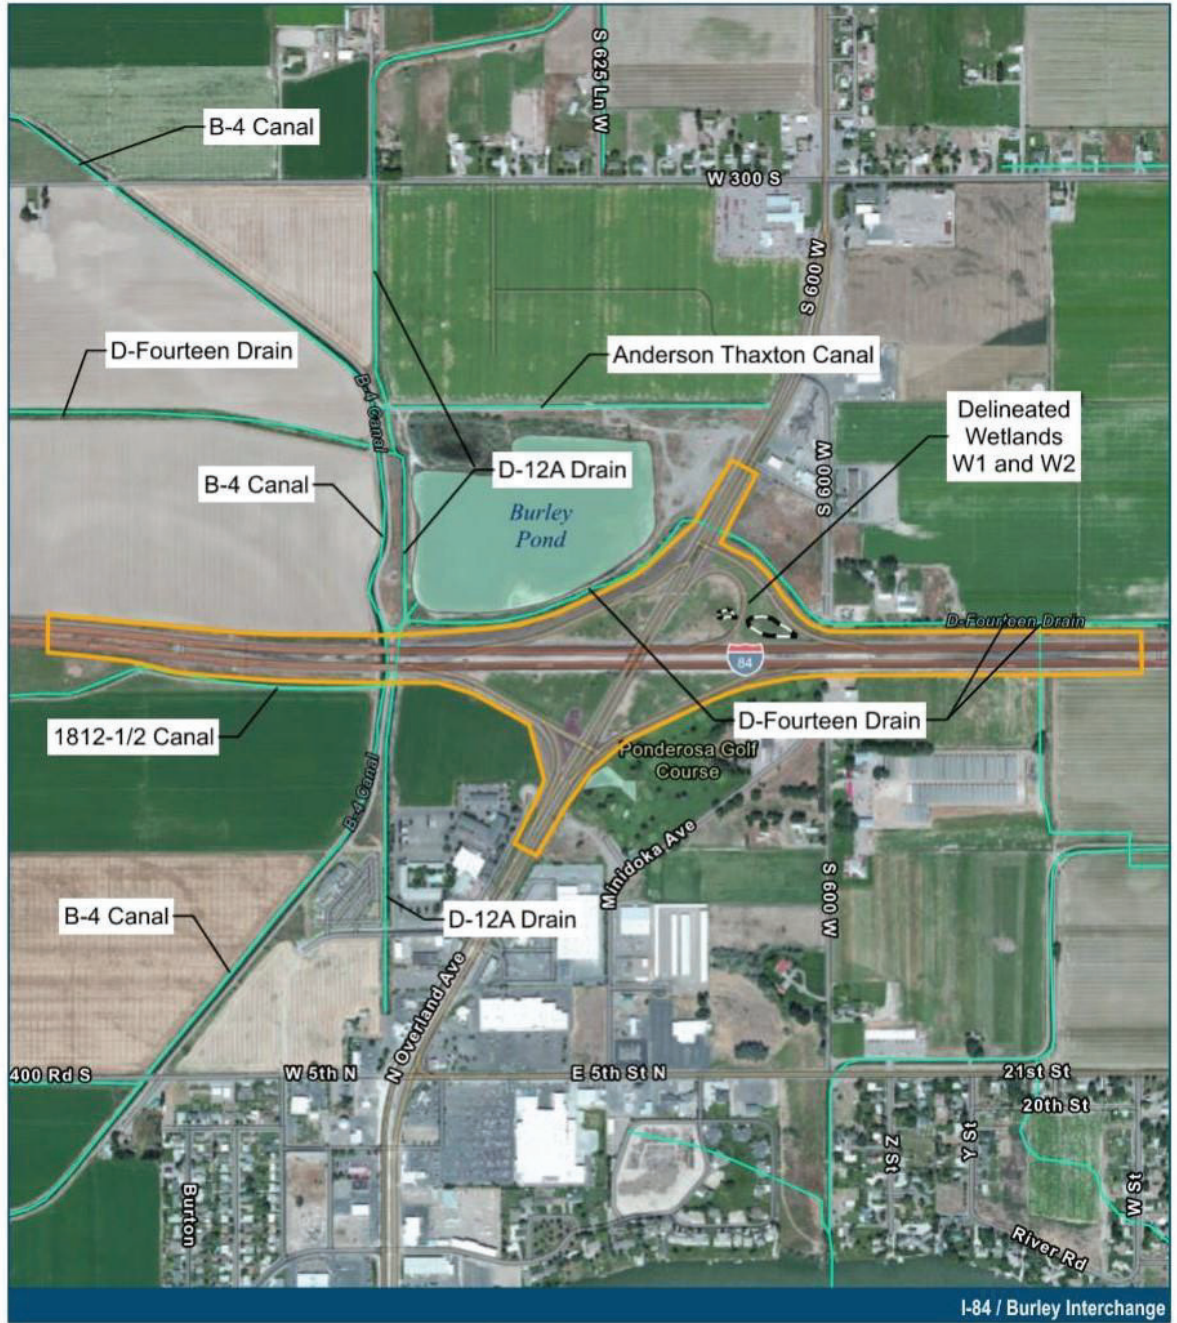 S 625 Ln W
B-4 Canal
W 300 S
S 600 W
D-Fourteen Drain
Anderson Thaxton Canal
Delineated
Wetlands
W1 and W2
B-4 Canal
B-4 Canal
D-12A Drain
S 600 W
Burley
Pond
D-Fourteen Drain
84
1812-1/2 Canal
D-Fourteen Drain
Ponderosa Golf
Course
B-4 Canal
Minidoka Ave
S 600 W
B-4 Canal
D-12A Drain
N Overland Ave
400 Rd S
W 5th N
E 5th St N
21st St
20th St
Z St
Y St
W St
Burton
River Rd
I-84 / Burley Interchange